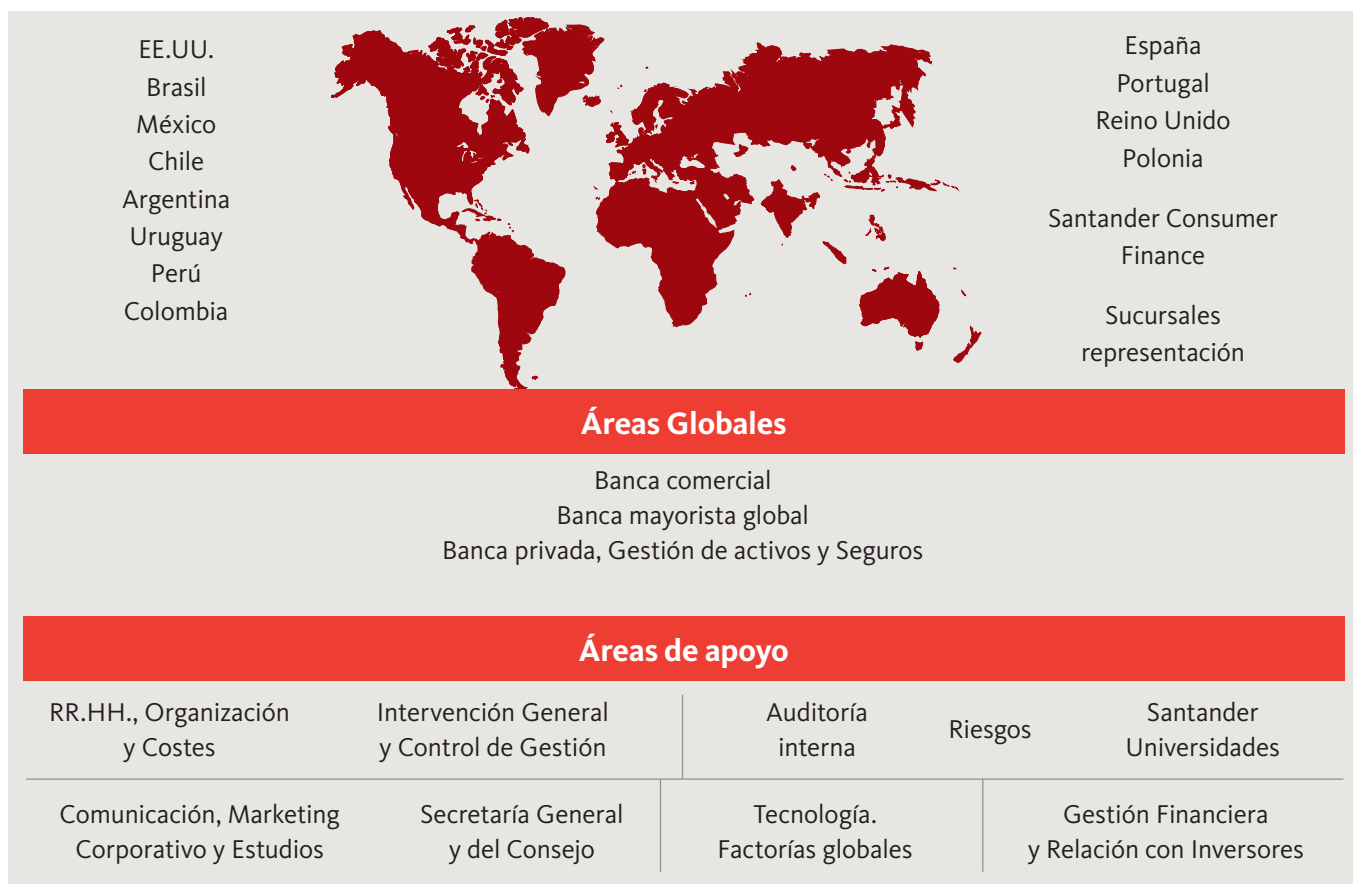 EE.UU.
Brasil
México
Chile
Argentina
Uruguay
Perú
Colombia
España
Portugal
Reino Unido
Polonia
Santander Consumer
Finance
Sucursales
representación
Áreas Globales
Banca comercial
Banca mayorista global
Banca privada, Gestión de activos y Seguros
Áreas de apoyo
RR.HH., Organización
y Costes
Intervención General
y Control de Gestión
Auditoría
interna
Riesgos
Santander
Universidades
Comunicación, Marketing
Corporativo y Estudios
Secretaría General
y del Consejo
Tecnología.
Factorías globales
Gestión Financiera
y Relación con Inversores